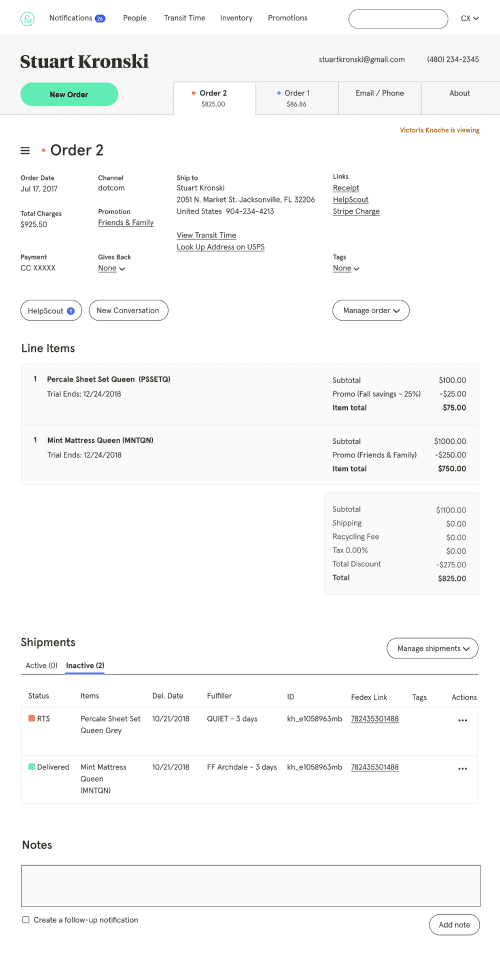 &
Notifications 26 People Transit Time Inventory Promotions CX
Stuart Kronski
stuartkronski@gmail.com (480) 234-2345
New Order
Order 2
$825.00
Order 1
$86.86
Email / Phone
About
Victoria Knoche is viewing
Order 2
Order Date
Jul 17, 2017
Channel
dotcom
Ship to
Stuart Kronski
2051 N. Market St. Jacksonville, FL 32206
United States 904-234-4213
Links
Receipt
HelpScout
Stripe Charge
Total Charges
$925.50
Promotion
Friends & Family
View Transit Time
Look Up Address on USPS
Payment
CC XXXXX
Gives Back
None
Tags
None
HelpScout 1
New Conversation
Manage order
Line Items
1 Percale Sheet Set Queen (PSSETQ)
Trial Ends: 12/24/2018
Subtotal $100.00
Promo (Fall savings - 25%) -$25.00
Item total $75.00
1 Mint Mattress Queen (MNTQN)
Trial Ends: 12/24/2018
Subtotal $1000.00
Promo (Friends & Family) -$250.00
Item total $750.00
Subtotal $1100.00
Shipping $0.00
Recycling Fee $0.00
Tax 0.00% $0.00
Total Discount -$275.00
Total $825.00
Shipments
Manage shipments
Active (0) Inactive (2)
Status Items Del. Date Fulfiller ID Fedex Link Tags Actions
RTS Percale Sheet Set 10/21/2018 QUIET - 3 days kh_e1058963mb 782435301488
Queen Grey
Delivered Mint Mattress 10/21/2018 FF Archdale - 3 days kh_e1058963mb 782435301488
Queen
(MNTQN)
Notes
Create a follow-up notification
Add note